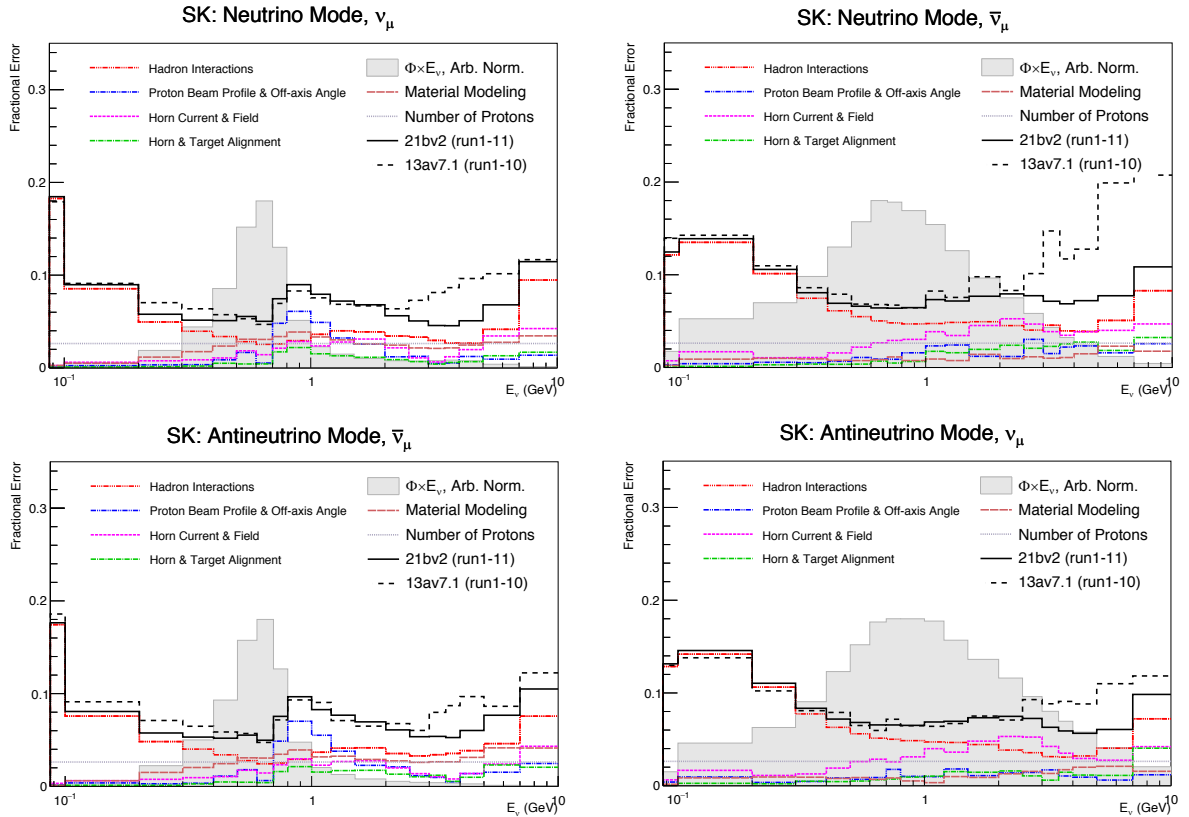 SK: Neutrino Mode, ν_μ
Fractional Error
0.3
0.2
0.1
0
Hadron Interactions
Proton Beam Profile & Off-axis Angle
Horn Current & Field
Horn & Target Alignment
Φ×E_ν, Arb. Norm.
Material Modeling
Number of Protons
21bv2 (run1-11)
13av7.1 (run1-10)
10⁻¹
1
10
E_ν (GeV)
SK: Neutrino Mode, ν̅_μ
Fractional Error
0.3
0.2
0.1
0
Hadron Interactions
Proton Beam Profile & Off-axis Angle
Horn Current & Field
Horn & Target Alignment
Φ×E_ν, Arb. Norm.
Material Modeling
Number of Protons
21bv2 (run1-11)
13av7.1 (run1-10)
10⁻¹
1
10
E_ν (GeV)
SK: Antineutrino Mode, ν̅_μ
Fractional Error
0.3
0.2
0.1
0
Hadron Interactions
Proton Beam Profile & Off-axis Angle
Horn Current & Field
Horn & Target Alignment
Φ×E_ν, Arb. Norm.
Material Modeling
Number of Protons
21bv2 (run1-11)
13av7.1 (run1-10)
10⁻¹
1
10
E_ν (GeV)
SK: Antineutrino Mode, ν_μ
Fractional Error
0.3
0.2
0.1
0
Hadron Interactions
Proton Beam Profile & Off-axis Angle
Horn Current & Field
Horn & Target Alignment
Φ×E_ν, Arb. Norm.
Material Modeling
Number of Protons
21bv2 (run1-11)
13av7.1 (run1-10)
10⁻¹
1
10
E_ν (GeV)